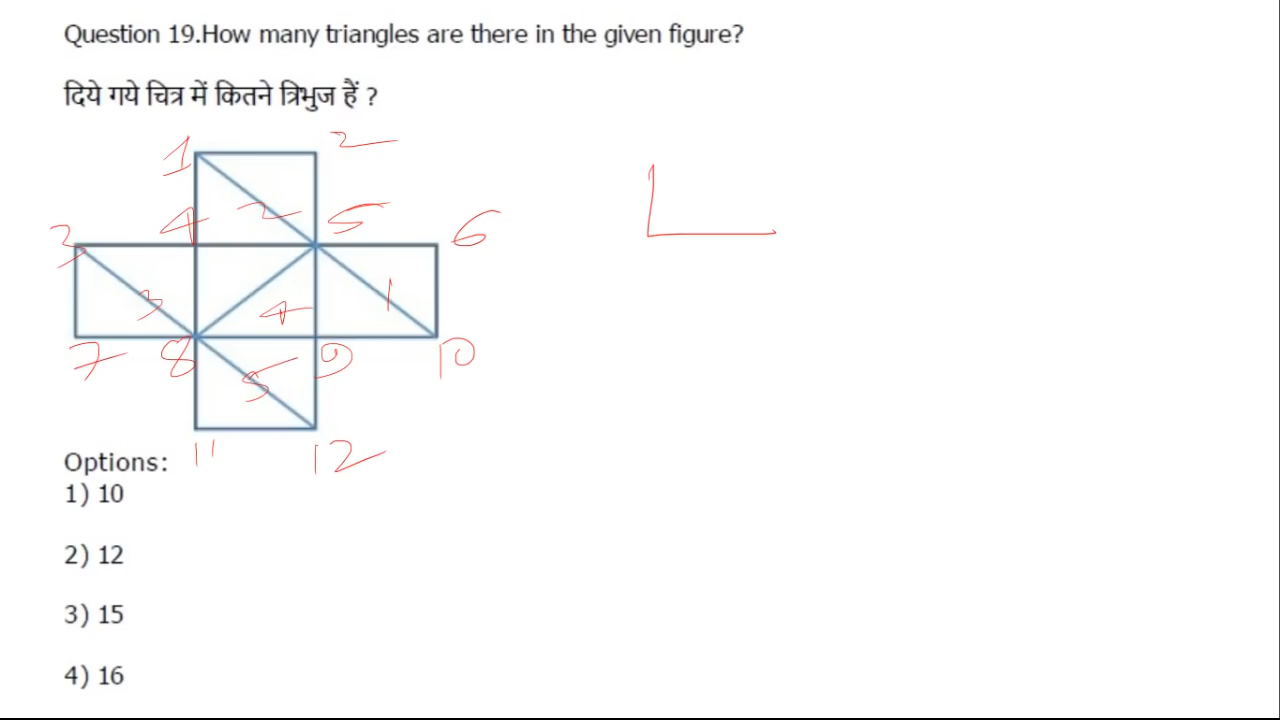 Question 19.How many triangles are there in the given figure?
दिये गये चित्र में कितने त्रिभुज हैं ?
1 2
3 4 2 5 6
3 4 1
7 8 9 10
5
11 12
Options:
1) 10
2) 12
3) 15
4) 16